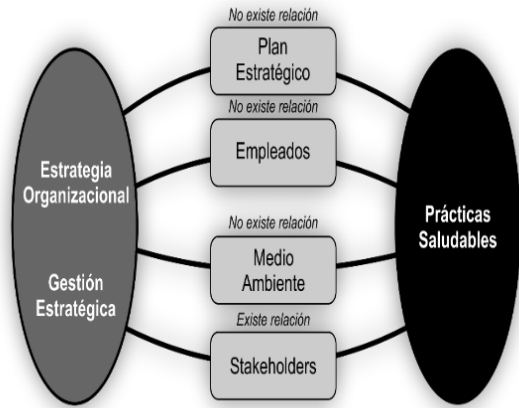 No existe relación
Plan
Estratégico
No existe relación
Empleados
Estrategia
Organizacional
Gestión
Estratégica
No existe relación
Medio
Ambiente
Existe relación
Stakeholders
Prácticas
Saludables